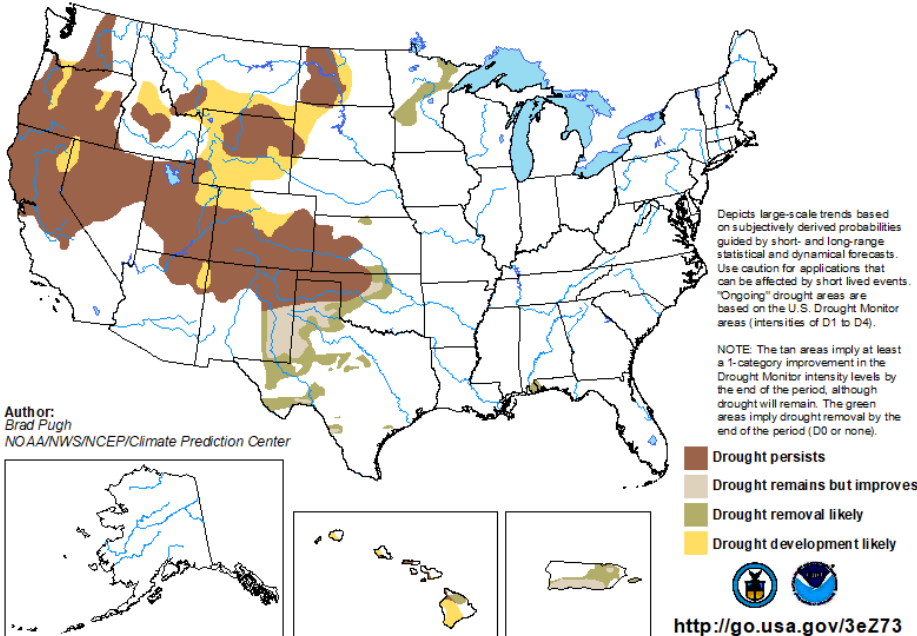 Depicts large-scale trends based
on subjectively derived probabilities
guided by short- and long-range
statistical and dynamical forecasts.
Use caution for applications that
can be affected by short lived events.
"Ongoing" drought areas are
based on the U.S. Drought Monitor
areas (intensities of D1 to D4).
NOTE: The tan areas imply at least
a 1-category improvement in the
Drought Monitor intensity levels by
the end of the period, although
drought will remain. The green
areas imply drought removal by the
end of the period (D0 or none).
Author:
Brad Pugh
NOAA/NWS/NCEP/Climate Prediction Center
Drought persists
Drought remains but improves
Drought removal likely
Drought development likely
http://go.usa.gov/3eZ73